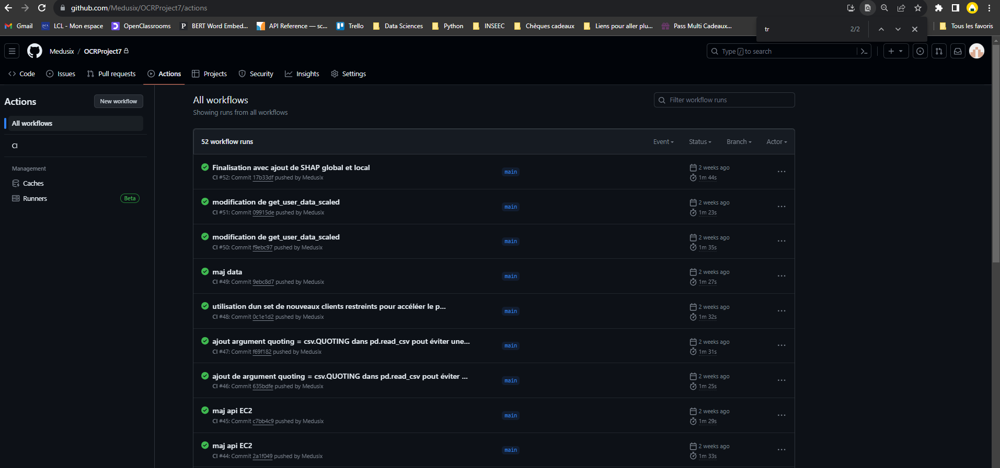 github.com/Medusix/OCRProject7/actions
Gmail LCL - Mon espace OpenClassrooms BERT Word Embed... API Reference — sc... Trello Data Sciences Python INSEEC Chèques cadeaux Liens pour aller plu... Pass Multi Cadeaux... Tous les favoris
tr 2/2
Medusix / OCRProject7
Type / to search
Code Issues Pull requests Actions Projects Security Insights Settings
Actions
New workflow
All workflows
CI
Management
Caches
Runners Beta
All workflows
Showing runs from all workflows
Filter workflow runs
52 workflow runs Event Status Branch Actor
Finalisation avec ajout de SHAP global et local
CI #52: Commit 17b33df pushed by Medusix
main
2 weeks ago
1m 44s
modification de get_user_data_scaled
CI #51: Commit 09915de pushed by Medusix
main
2 weeks ago
1m 23s
modification de get_user_data_scaled
CI #50: Commit f9ebc97 pushed by Medusix
main
2 weeks ago
1m 35s
maj data
CI #49: Commit 9ebc8d7 pushed by Medusix
main
2 weeks ago
1m 27s
utilisation dun set de nouveaux clients restreints pour accéléer le p...
CI #48: Commit 0c1e1d2 pushed by Medusix
main
2 weeks ago
1m 32s
ajout argument quoting = csv.QUOTING dans pd.read_csv pout éviter une...
CI #47: Commit f69f182 pushed by Medusix
main
2 weeks ago
1m 31s
ajout de argument quoting = csv.QUOTING dans pd.read_csv pout éviter ...
CI #46: Commit 635bdfe pushed by Medusix
main
2 weeks ago
1m 25s
maj api EC2
CI #45: Commit c7bb4c9 pushed by Medusix
main
2 weeks ago
1m 29s
maj api EC2
CI #44: Commit 2a1f049 pushed by Medusix
main
2 weeks ago
1m 33s